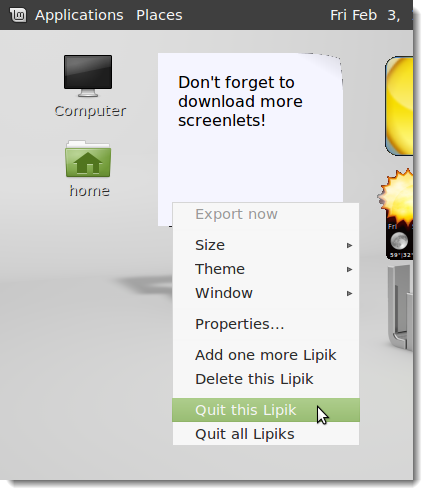 Applications Places Fri Feb 3,
Computer
home
Don't forget to
download more
screenlets!
Export now
Size
Theme
Window
Properties...
Add one more Lipik
Delete this Lipik
Quit this Lipik
Quit all Lipiks
Fri
59°|32°